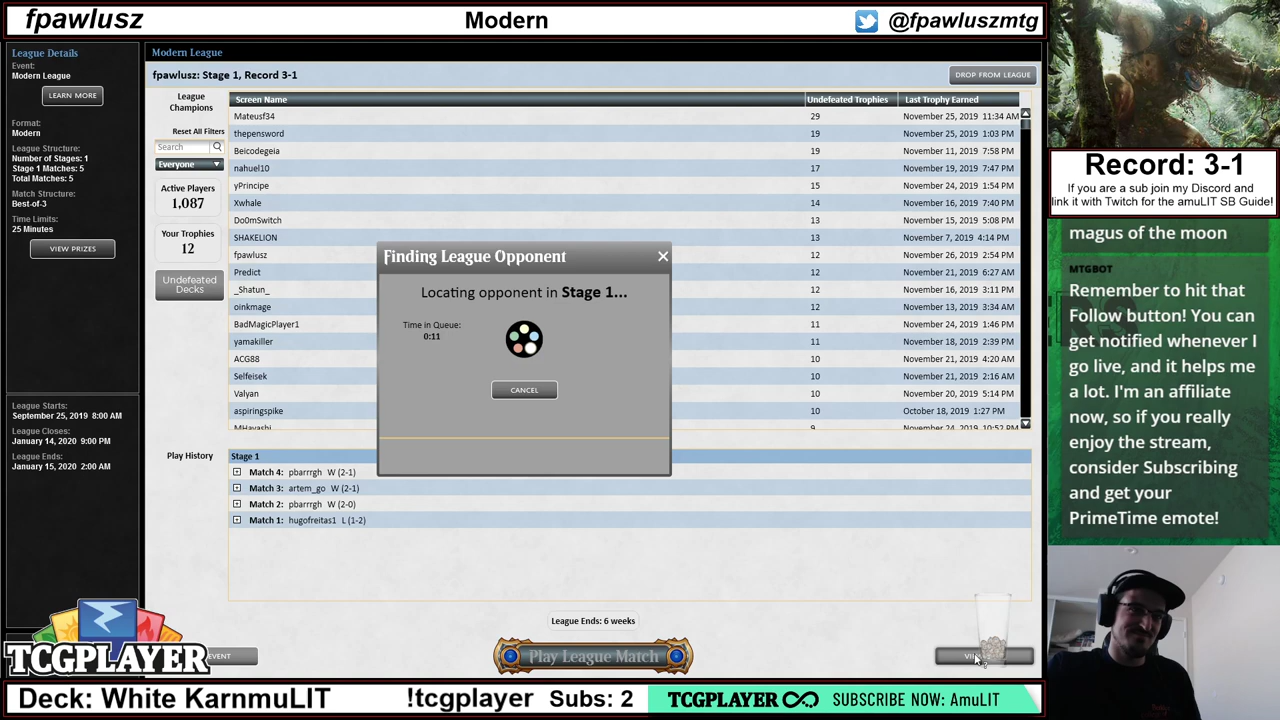 fpawlusz
Modern
@fpawluszmtg
League Details
Event:
Modern League
LEARN MORE
Format:
Modern
League Structure:
Number of Stages: 1
Stage 1 Matches: 5
Total Matches: 5
Match Structure:
Best-of-3
Time Limits:
25 Minutes
VIEW PRIZES
League Starts:
September 25, 2019 8:00 AM
League Closes:
January 14, 2020 9:00 PM
League Ends:
January 15, 2020 2:00 AM
Modern League
fpawlusz: Stage 1, Record 3-1
DROP FROM LEAGUE
League
Champions
Reset All Filters
Search
Everyone
Active Players
1,087
Your Trophies
12
Undefeated
Decks
Screen Name Undefeated Trophies Last Trophy Earned
Mateusf34 29 November 25, 2019 11:34 AM
thepensword 19 November 25, 2019 1:03 PM
Beicodegeia 19 November 11, 2019 7:58 PM
nahuel10 17 November 19, 2019 7:47 PM
yPrincipe 15 November 24, 2019 1:54 PM
Xwhale 14 November 16, 2019 7:40 PM
Do0mSwitch 13 November 15, 2019 5:08 PM
SHAKELION 13 November 7, 2019 4:14 PM
fpawlusz 12 November 26, 2019 2:54 PM
Predict 12 November 21, 2019 6:27 AM
_Shatun_ 12 November 16, 2019 3:11 PM
oinkmage 12 November 13, 2019 3:34 AM
BadMagicPlayer1 11 November 24, 2019 1:46 PM
yamakiller 11 November 18, 2019 2:39 PM
ACG88 10 November 21, 2019 4:20 AM
Selfeisek 10 November 21, 2019 2:16 AM
Valyan 10 November 20, 2019 5:14 PM
aspiringspike 10 October 18, 2019 1:27 PM
MHayashi 9 November 24, 2019 10:52 PM
Finding League Opponent
Locating opponent in Stage 1...
Time in Queue:
0:11
CANCEL
Play History
Stage 1
Match 4: pbarrrgh W (2-1)
Match 3: artem_go W (2-1)
Match 2: pbarrrgh W (2-0)
Match 1: hugofreitas1 L (1-2)
League Ends: 6 weeks
EVENT
Play League Match
Record: 3-1
If you are a sub join my Discord and
link it with Twitch for the amuLIT SB Guide!
magus of the moon
MTGBOT
Remember to hit that
Follow button! You can
get notified whenever I
go live, and it helps me
a lot. I'm an affiliate
now, so if you really
enjoy the stream,
consider Subscribing
and get your
PrimeTime emote!
TCGPLAYER
Deck: White KarnmuLIT
!tcgplayer
Subs: 2
TCGPLAYER
SUBSCRIBE NOW: AmuLIT